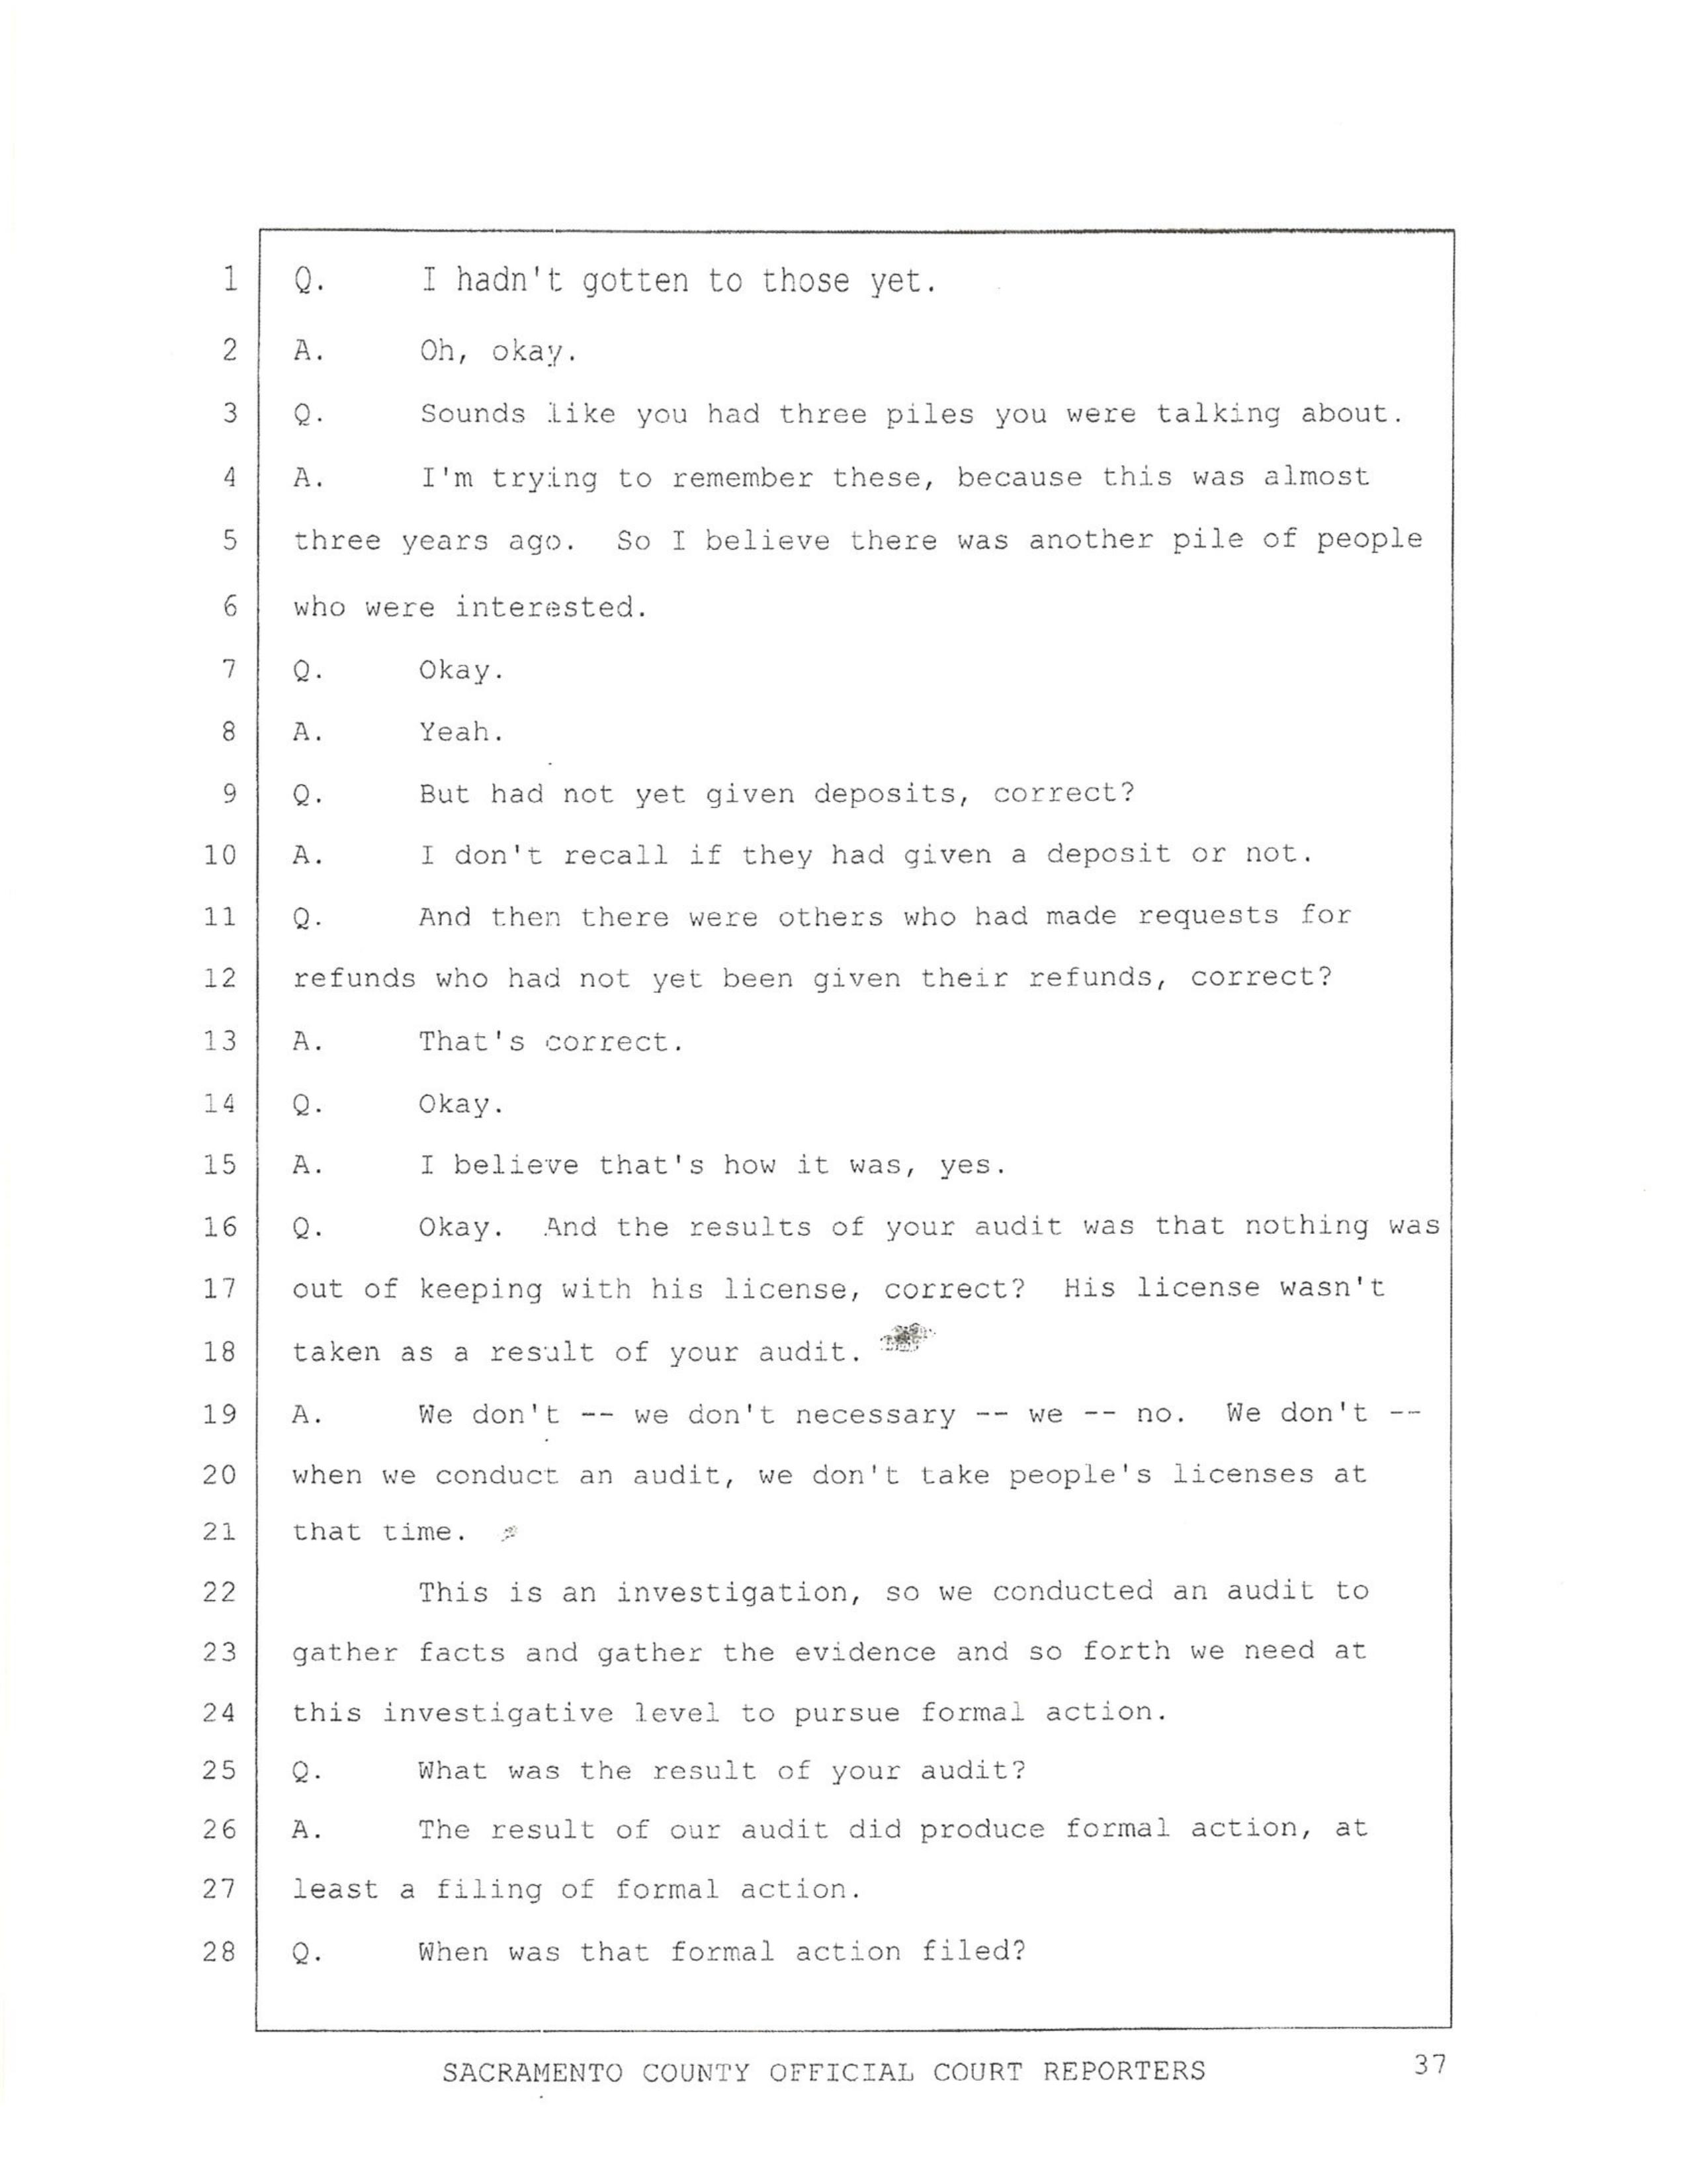 1 Q. I hadn't gotten to those yet.
2 A. Oh, okay.
3 Q. Sounds like you had three piles you were talking about.
4 A. I'm trying to remember these, because this was almost
5 three years ago. So I believe there was another pile of people
6 who were interested.
7 Q. Okay.
8 A. Yeah.
9 Q. But had not yet given deposits, correct?
10 A. I don't recall if they had given a deposit or not.
11 Q. And then there were others who had made requests for
12 refunds who had not yet been given their refunds, correct?
13 A. That's correct.
14 Q. Okay.
15 A. I believe that's how it was, yes.
16 Q. Okay. And the results of your audit was that nothing was
17 out of keeping with his license, correct? His license wasn't
18 taken as a result of your audit.
19 A. We don't -- we don't necessary -- we -- no. We don't --
20 when we conduct an audit, we don't take people's licenses at
21 that time.
22 This is an investigation, so we conducted an audit to
23 gather facts and gather the evidence and so forth we need at
24 this investigative level to pursue formal action.
25 Q. What was the result of your audit?
26 A. The result of our audit did produce formal action, at
27 least a filing of formal action.
28 Q. When was that formal action filed?
SACRAMENTO COUNTY OFFICIAL COURT REPORTERS 37